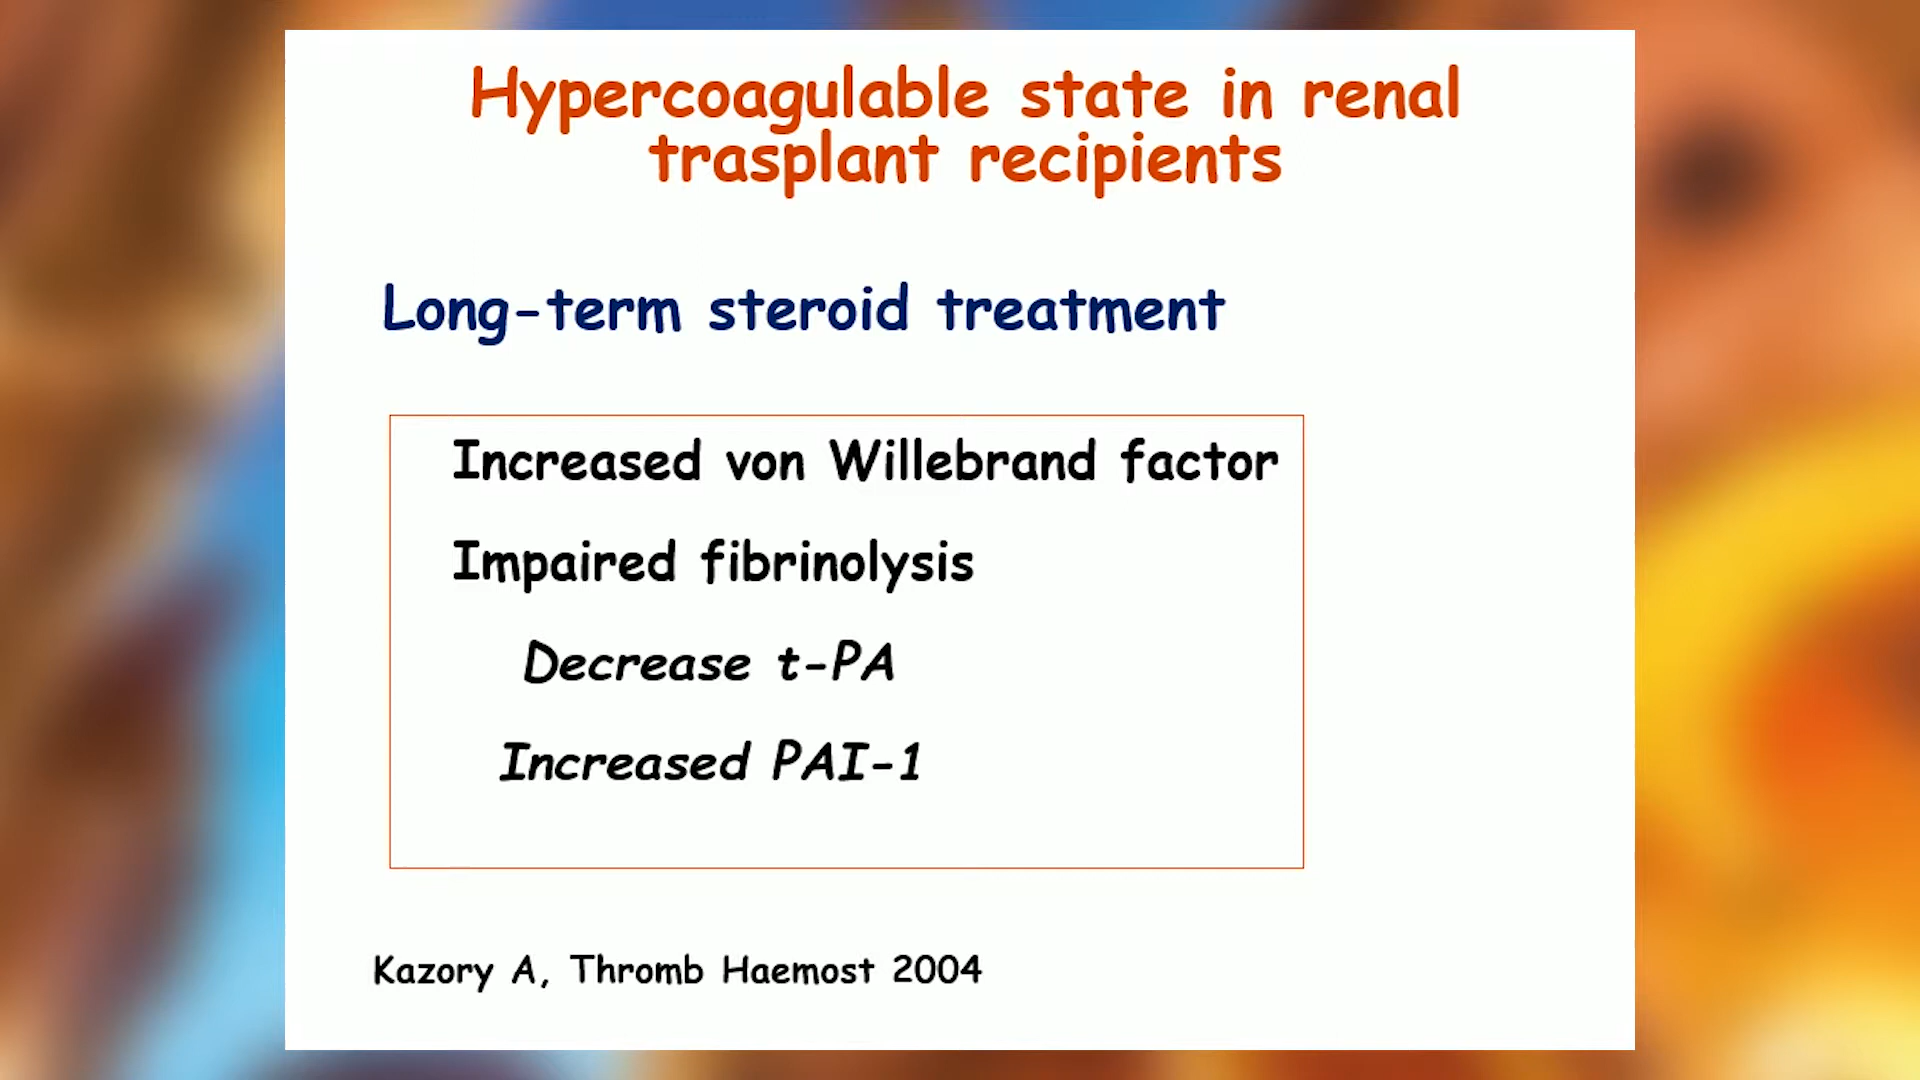 Hypercoagulable state in renal
trasplant recipients
Long-term steroid treatment
Increased von Willebrand factor
Impaired fibrinolysis
Decrease t-PA
Increased PAI-1
Kazory A, Thromb Haemost 2004